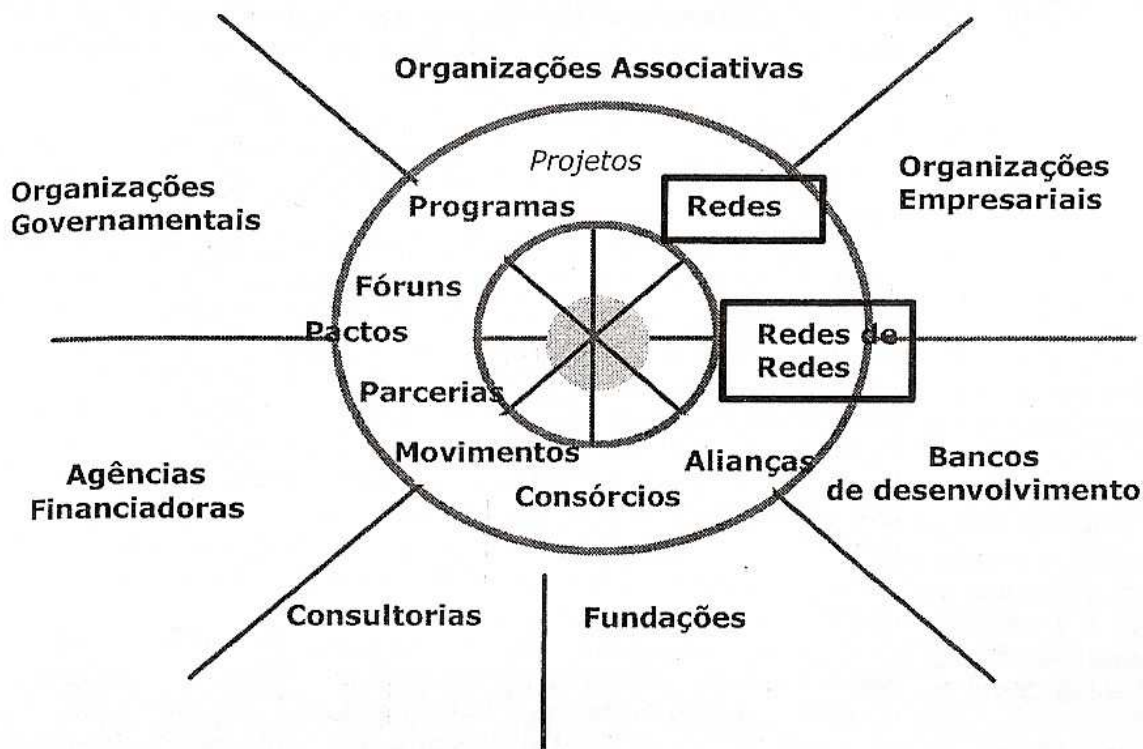 Organizações Associativas
Projetos
Organizações
Empresariais
Organizações
Governamentais
Programas
Redes
Fóruns
Pactos
Redes de
Redes
Parcerias
Movimentos
Alianças
Consórcios
Agências
Financiadoras
Bancos
de desenvolvimento
Consultorias
Fundações